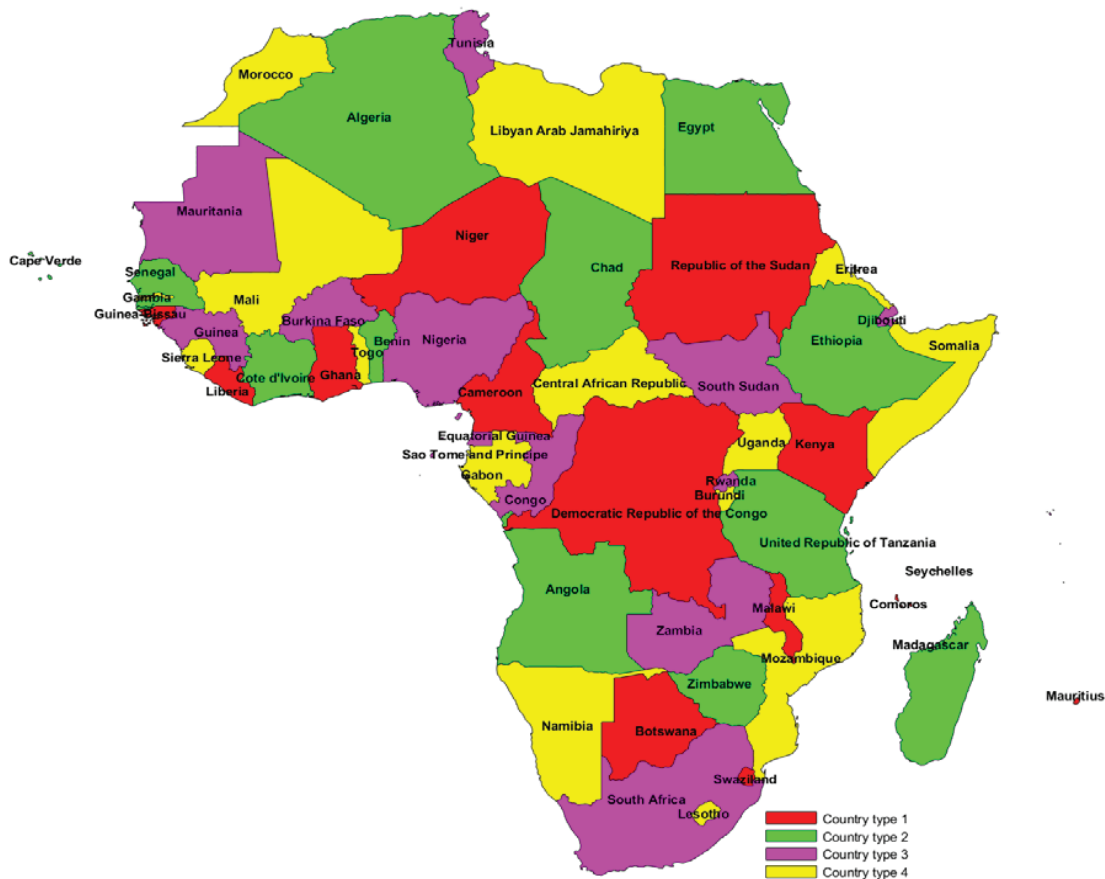 Tunisia
Morocco
Algeria
Libyan Arab Jamahiriya
Egypt
Mauritania
Niger
Cape Verde
Senegal
Chad
Republic of the Sudan
Eritrea
Gambia
Mali
Guinea-Bissau
Burkina Faso
Djibouti
Guinea
Benin
Nigeria
Ethiopia
Somalia
Togo
Sierra Leone
Cote d'Ivoire
Ghana
Central African Republic
South Sudan
Liberia
Cameroon
Equatorial Guinea
Uganda
Kenya
Sao Tome and Principe
Gabon
Rwanda
Burundi
Congo
Democratic Republic of the Congo
United Republic of Tanzania
Seychelles
Angola
Malawi
Comoros
Zambia
Madagascar
Mozambique
Zimbabwe
Mauritius
Namibia
Botswana
Swaziland
South Africa
Lesotho
Country type 1
Country type 2
Country type 3
Country type 4